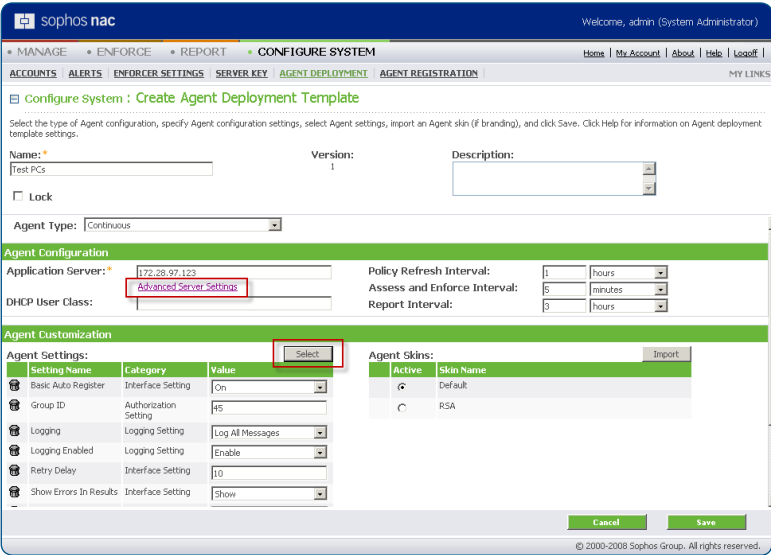 sophos nac
Welcome, admin (System Administrator)
• MANAGE • ENFORCE • REPORT • CONFIGURE SYSTEM
Home | My Account | About | Help | Logoff |
ACCOUNTS | ALERTS | ENFORCER SETTINGS | SERVER KEY | AGENT DEPLOYMENT | AGENT REGISTRATION
MY LINKS
Configure System : Create Agent Deployment Template
Select the type of Agent configuration, specify Agent configuration settings, select Agent settings, import an Agent skin (if branding), and click Save. Click Help for information on Agent deployment
template settings.
Name:* Version: Description:
Test PCs 1
Lock
Agent Type: Continuous
Agent Configuration
Application Server:* 172.28.97.123 Policy Refresh Interval: 1 hours
Advanced Server Settings Assess and Enforce Interval: 5 minutes
DHCP User Class: Report Interval: 3 hours
Agent Customization
Agent Settings: Select Agent Skins: Import
Setting Name Category Value Active Skin Name
Basic Auto Register Interface Setting On Default
Group ID Authorization Setting 45 RSA
Logging Logging Setting Log All Messages
Logging Enabled Logging Setting Enable
Retry Delay Interface Setting 10
Show Errors In Results Interface Setting Show
Cancel Save
© 2000-2008 Sophos Group. All rights reserved.